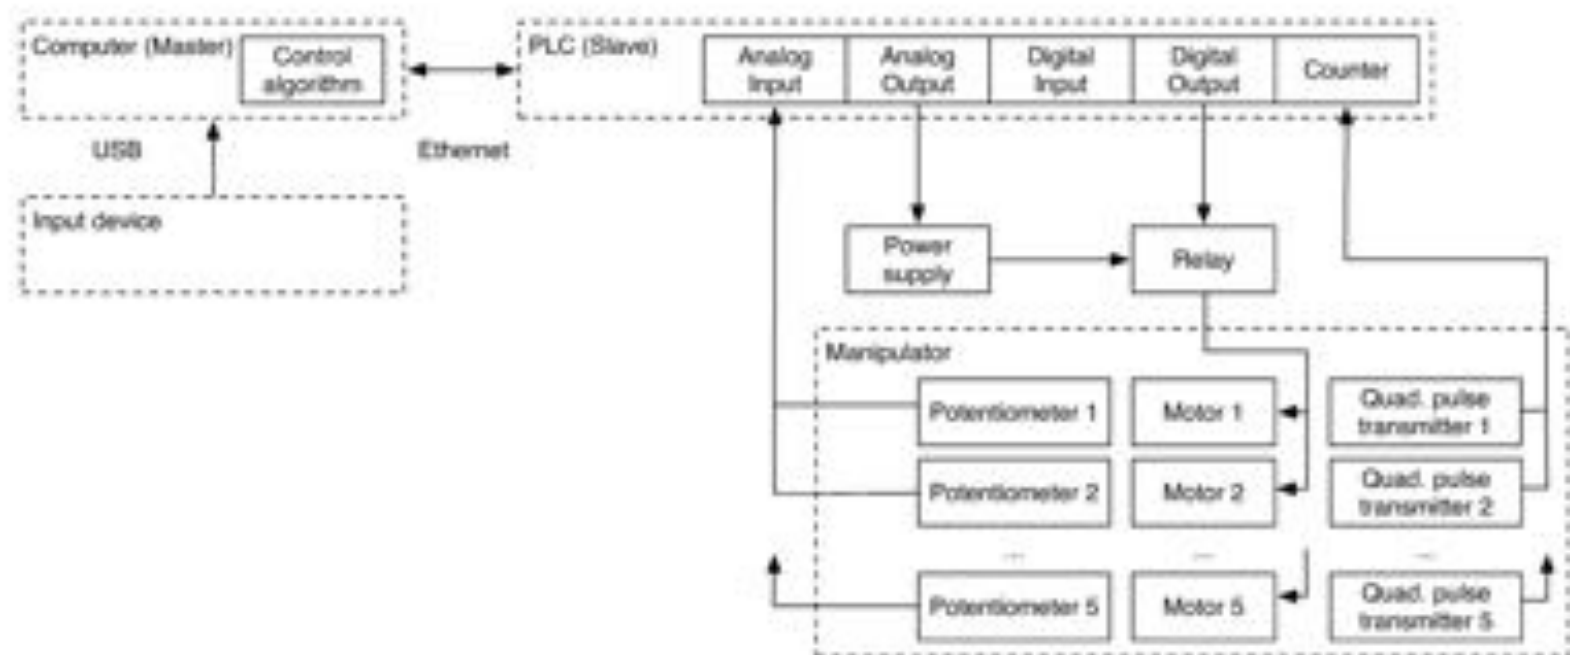 Computer (Master)
Control
algorithm
PLC (Slave)
Analog
Input
Analog
Output
Digital
Input
Digital
Output
Counter
USB
Ethernet
Input device
Power
supply
Relay
Manipulator
Potentiometer 1
Motor 1
Quad. pulse
transmitter 1
Potentiometer 2
Motor 2
Quad. pulse
transmitter 2
... ... ...
Potentiometer 5
Motor 5
Quad. pulse
transmitter 5